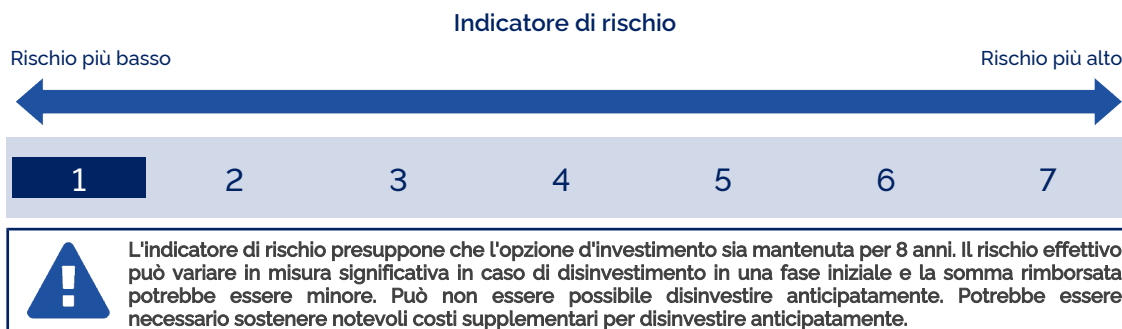 Indicatore di rischio
Rischio più basso
Rischio più alto
1 2 3 4 5 6 7
L'indicatore di rischio presuppone che l'opzione d'investimento sia mantenuta per 8 anni. Il rischio effettivo
può variare in misura significativa in caso di disinvestimento in una fase iniziale e la somma rimborsata
potrebbe essere minore. Può non essere possibile disinvestire anticipatamente. Potrebbe essere
necessario sostenere notevoli costi supplementari per disinvestire anticipatamente.